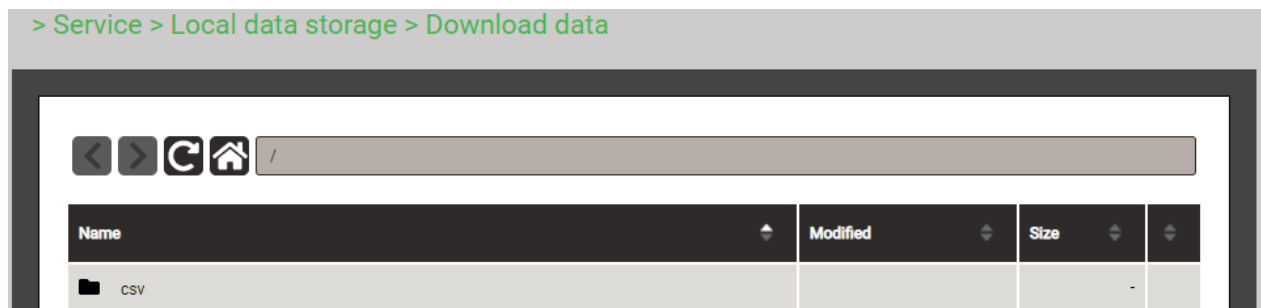 > Service > Local data storage > Download data
/
Name Modified Size
csv -